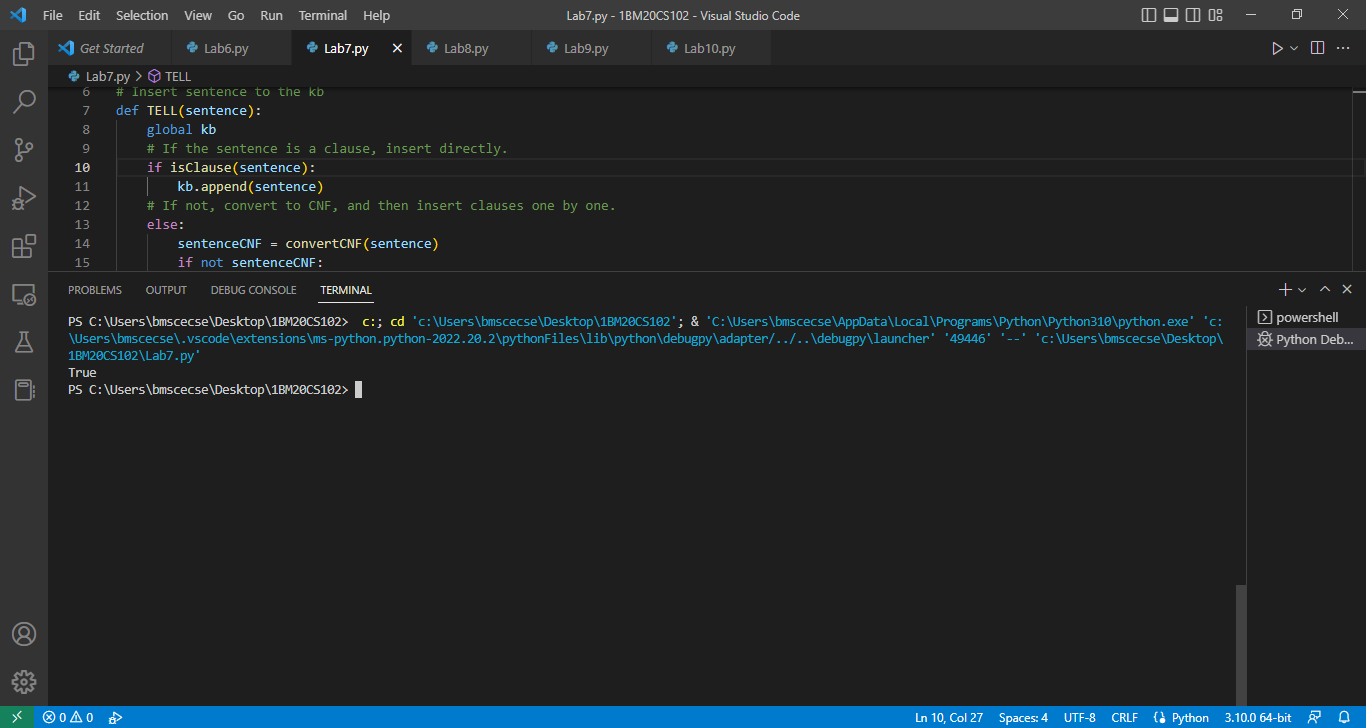 File Edit Selection View Go Run Terminal Help Lab7.py - 1BM20CS102 - Visual Studio Code
Get Started Lab6.py Lab7.py Lab8.py Lab9.py Lab10.py
Lab7.py > TELL
6 # Insert sentence to the kb
7 def TELL(sentence):
8 global kb
9 # If the sentence is a clause, insert directly.
10 if isClause(sentence):
11 kb.append(sentence)
12 # If not, convert to CNF, and then insert clauses one by one.
13 else:
14 sentenceCNF = convertCNF(sentence)
15 if not sentenceCNF:
PROBLEMS OUTPUT DEBUG CONSOLE TERMINAL
PS C:\Users\bmscecse\Desktop\1BM20CS102> c:; cd 'c:\Users\bmscecse\Desktop\1BM20CS102'; & 'C:\Users\bmscecse\AppData\Local\Programs\Python\Python310\python.exe' 'c:
\Users\bmscecse\.vscode\extensions\ms-python.python-2022.20.2\pythonFiles\lib\python\debugpy\adapter/../..\debugpy\launcher' '49446' '--' 'c:\Users\bmscecse\Desktop\
1BM20CS102\Lab7.py'
True
PS C:\Users\bmscecse\Desktop\1BM20CS102>
powershell
Python Deb...
0 0 Ln 10, Col 27 Spaces: 4 UTF-8 CRLF Python 3.10.0 64-bit